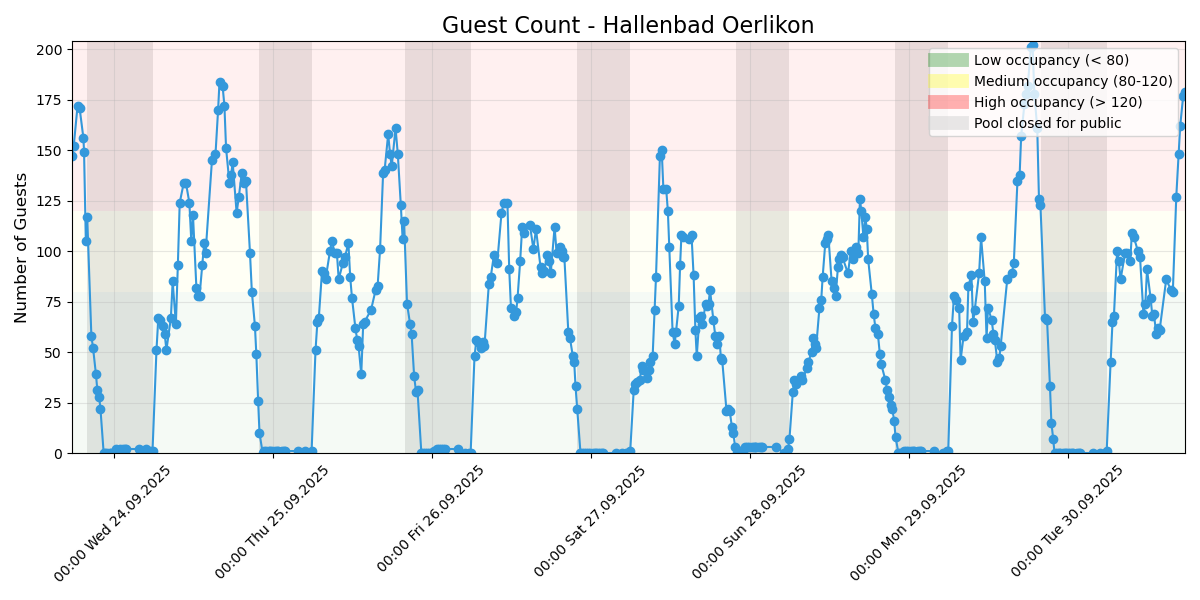 Guest Count - Hallenbad Oerlikon
Number of Guests
200
175
150
125
100
75
50
25
0
Low occupancy (< 80)
Medium occupancy (80-120)
High occupancy (> 120)
Pool closed for public
00:00 Wed 24.09.2025
00:00 Thu 25.09.2025
00:00 Fri 26.09.2025
00:00 Sat 27.09.2025
00:00 Sun 28.09.2025
00:00 Mon 29.09.2025
00:00 Tue 30.09.2025